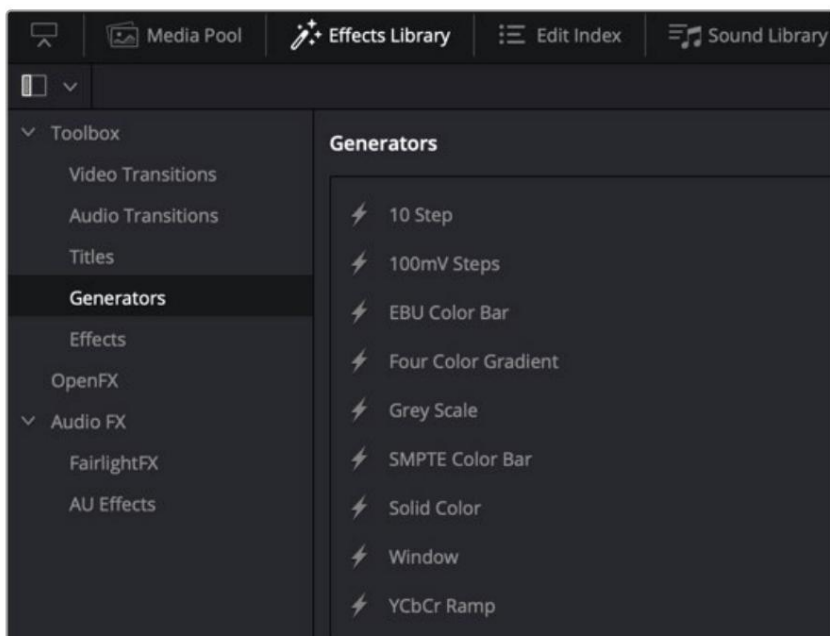 Media Pool
Effects Library
Edit Index
Sound Library
Toolbox
Video Transitions
Audio Transitions
Titles
Generators
Effects
OpenFX
Audio FX
FairlightFX
AU Effects
Generators
10 Step
100mV Steps
EBU Color Bar
Four Color Gradient
Grey Scale
SMPTE Color Bar
Solid Color
Window
YCbCr Ramp